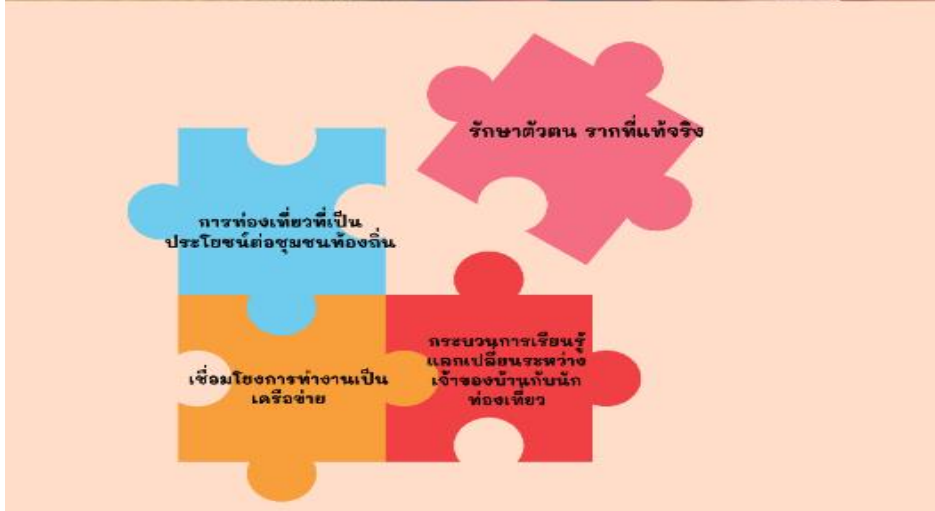 รักษาตัวตน รากที่แท้จริง
การท่องเที่ยวที่เป็น
ประโยชน์ต่อชุมชนท้องถิ่น
กระบวนการเรียนรู้
แลกเปลี่ยนระหว่าง
เจ้าของบ้านกับนัก
ท่องเที่ยว
เชื่อมโยงการทำงานเป็น
เครือข่าย